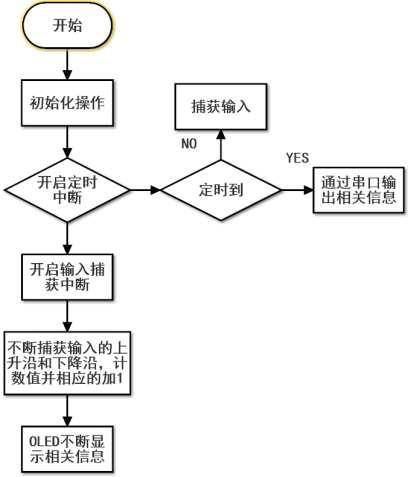 开始
初始化操作
捕获输入
NO
YES
开启定时
中断
定时到
通过串口输
出相关信息
开启输入捕
获中断
不断捕获输入的上
升沿和下降沿，计
数值并相应的加1
OLED不断显
示相关信息